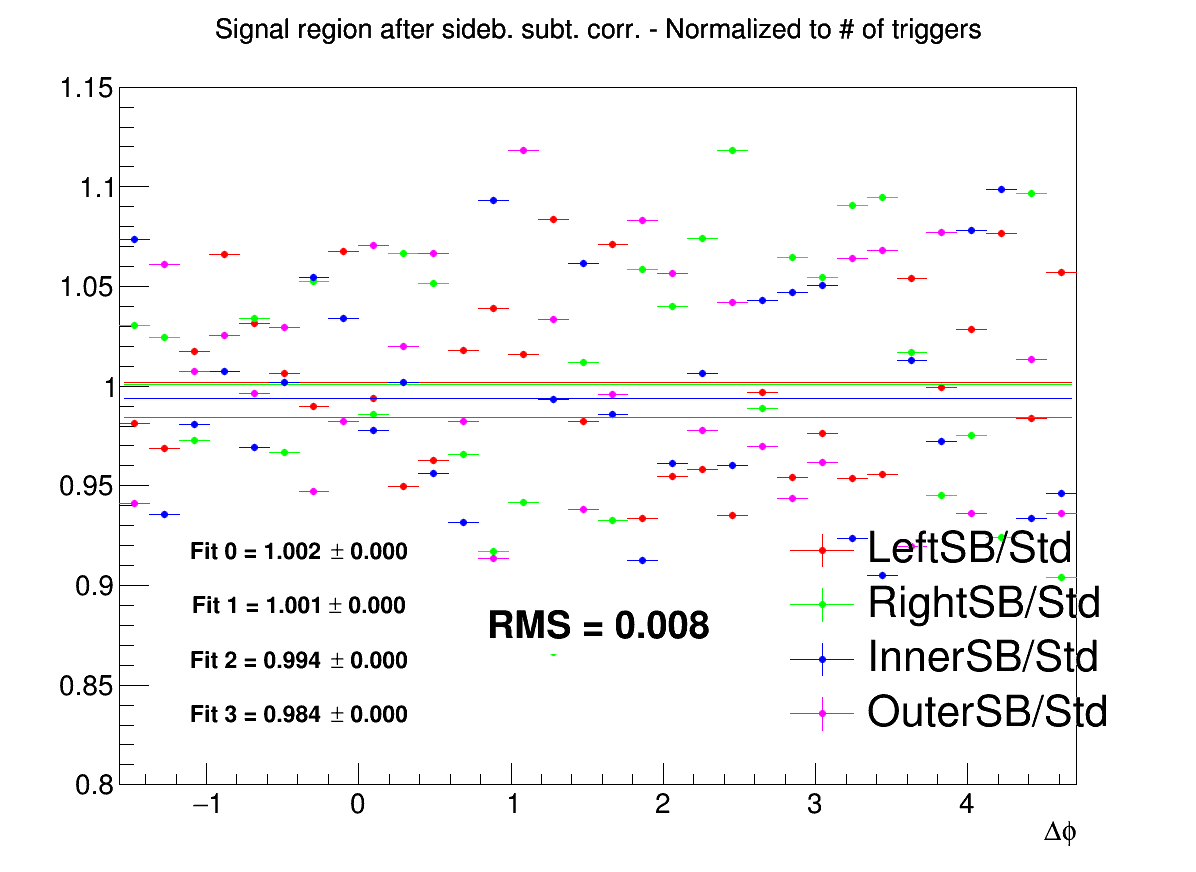 Signal region after sideb. subt. corr. - Normalized to # of triggers
1.15
1.1
1.05
1
0.95
0.9
0.85
0.8
Fit 0 = 1.002 ± 0.000
Fit 1 = 1.001 ± 0.000
Fit 2 = 0.994 ± 0.000
Fit 3 = 0.984 ± 0.000
RMS = 0.008
LeftSB/Std
RightSB/Std
InnerSB/Std
OuterSB/Std
−1 0 1 2 3 4
Δϕ